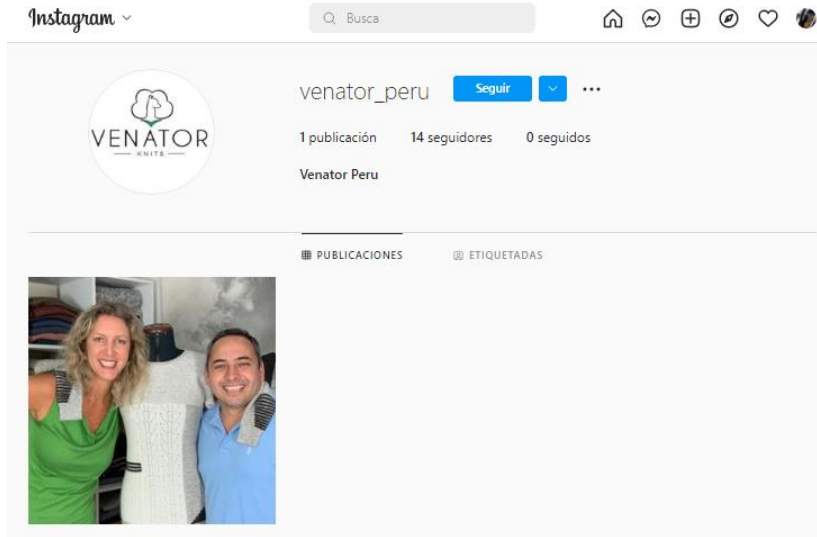 Instagram
Busca
VENATOR
KNITS
venator_peru
Seguir
1 publicación 14 seguidores 0 seguidos
Venator Peru
PUBLICACIONES ETIQUETADAS